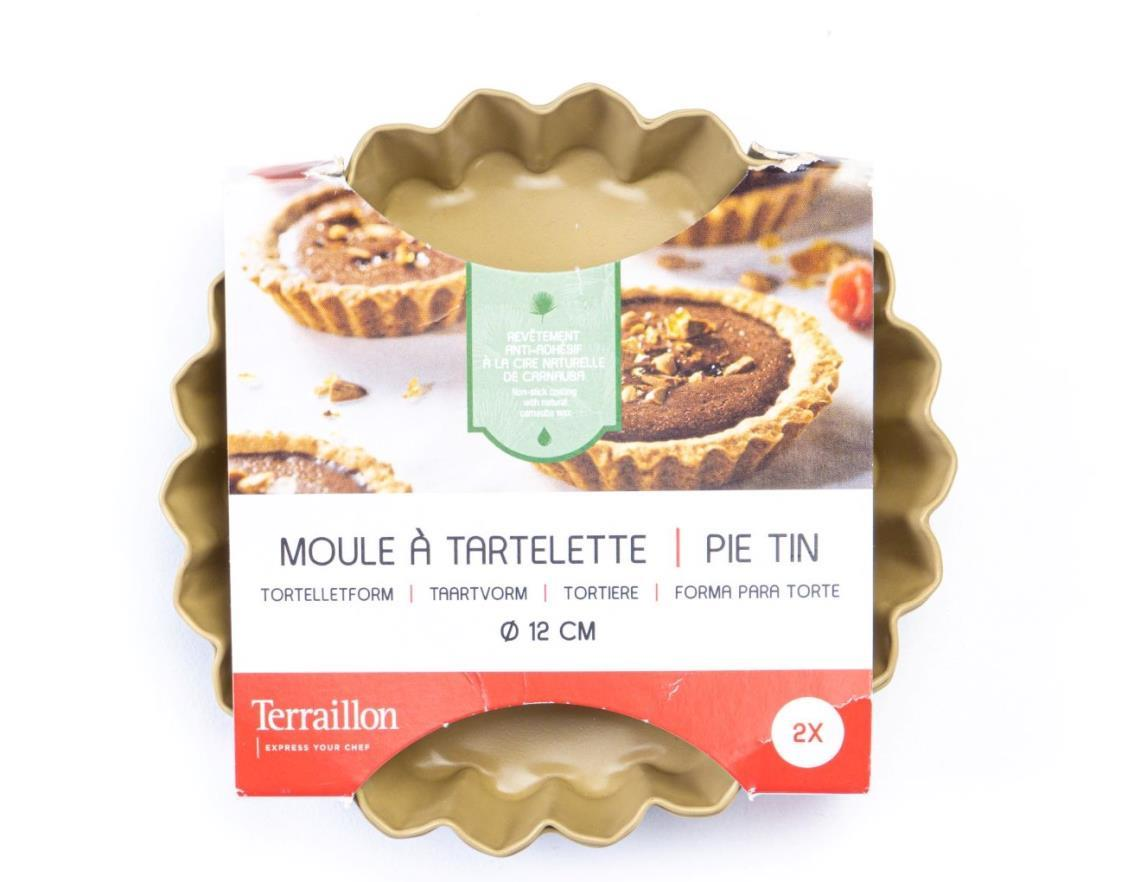 REVÊTEMENT
ANTI-ADHÉSIF
À LA CIRE NATURELLE
DE CARNAUBA
Non-stick coating
with natural
carnauba wax
MOULE À TARTELETTE | PIE TIN
TORTELLETFORM | TAARTVORM | TORTIERE | FORMA PARA TORTE
Ø 12 CM
Terraillon
EXPRESS YOUR CHEF
2X